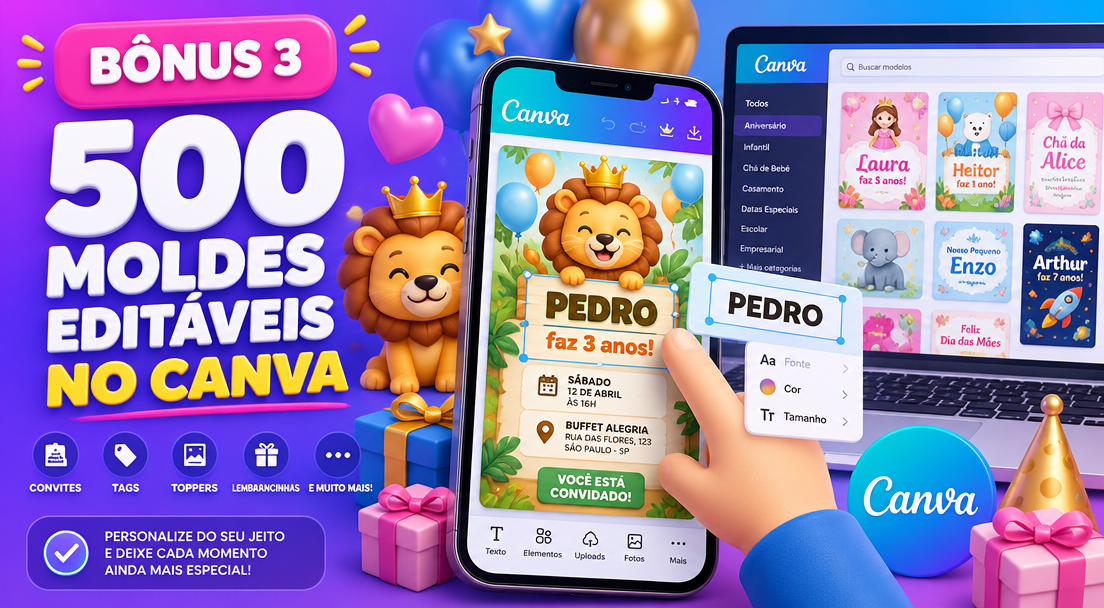 BÔNUS 3
500
MOLDES
EDITÁVEIS
NO CANVA
CONVITES
TAGS
TOPPERS
LEMBRANCINHAS
E MUITO MAIS!
PERSONALIZE DO SEU JEITO
E DEIXE CADA MOMENTO
AINDA MAIS ESPECIAL!
Canva
PEDRO
faz 3 anos!
SÁBADO
12 DE ABRIL
ÀS 16H
BUFFET ALEGRIA
RUA DAS FLORES, 123
SÃO PAULO - SP
VOCÊ ESTÁ
CONVIDADO!
Texto
Elementos
Uploads
Fotos
Mais
PEDRO
Aa Fonte
Cor
Tr Tamanho
Canva
Buscar modelos
Todos
Aniversário
Infantil
Chá de Bebê
Casamento
Datas Especiais
Escolar
Empresarial
+ Mais categorias
Laura
faz 5 anos!
Heitor
faz 1 ano!
Chá da
Alice
Nosso Pequeno
Enzo
Arthur
faz 7 anos!
Feliz
Dia das Mães
Canva